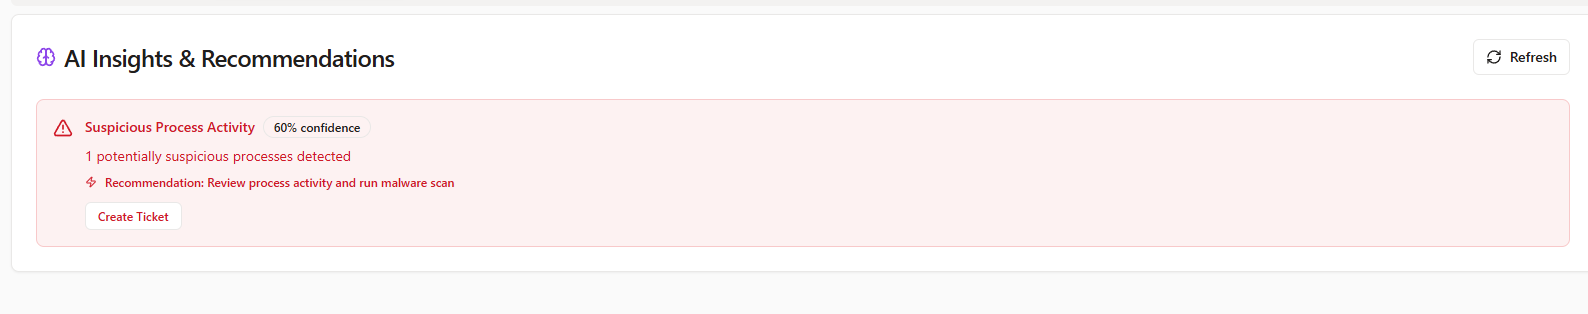 AI Insights & Recommendations
Refresh
Suspicious Process Activity 60% confidence
1 potentially suspicious processes detected
Recommendation: Review process activity and run malware scan
Create Ticket